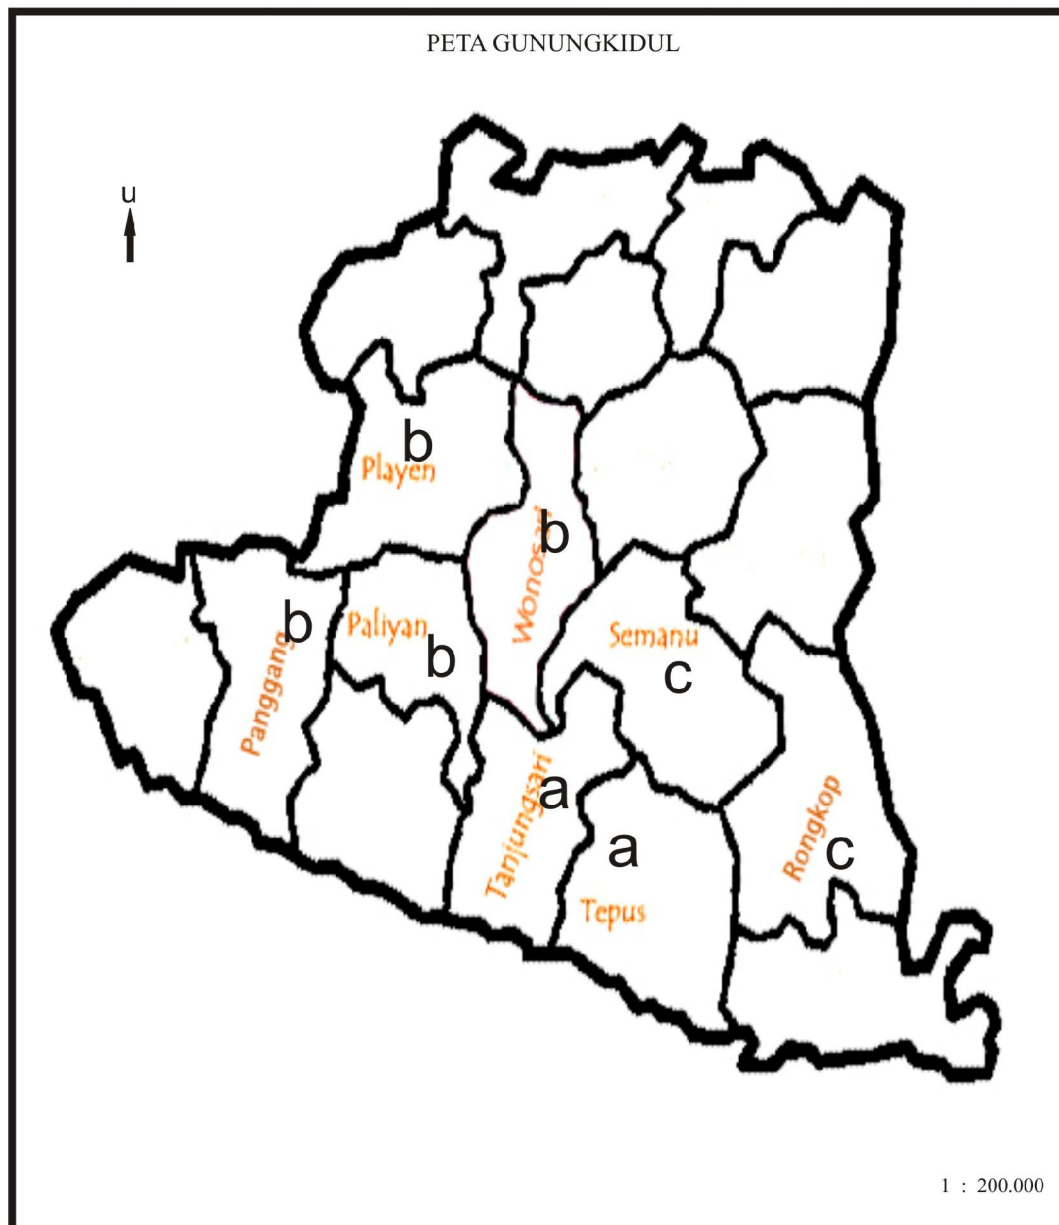 PETA GUNUNGKIDUL
u
b
Playen
b
Wonosari
b
Panggang
Paliyan
b
Semanu
c
a
Tanjungsari
a
Tepus
Rongkop
c
1 : 200.000